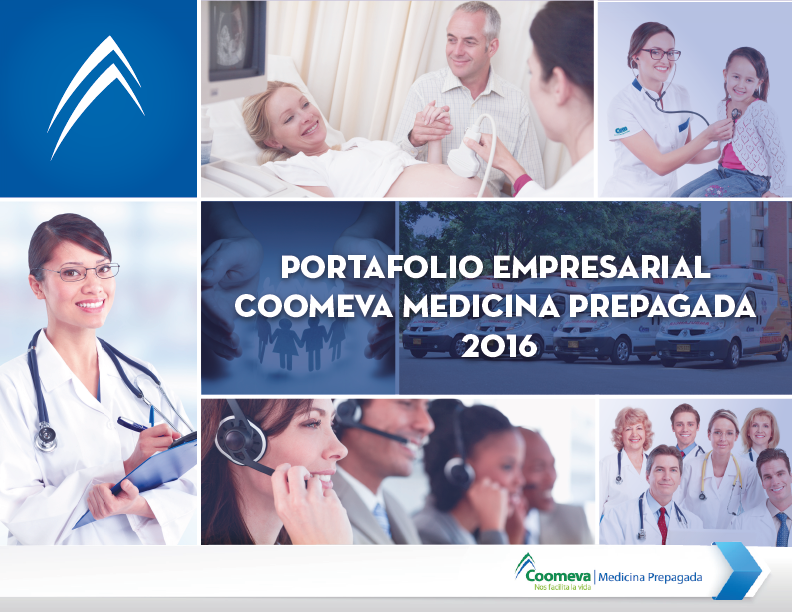 PORTAFOLIO EMPRESARIAL
COOMEVA MEDICINA PREPAGADA
2016
Coomeva | Medicina Prepagada
Nos facilita la vida